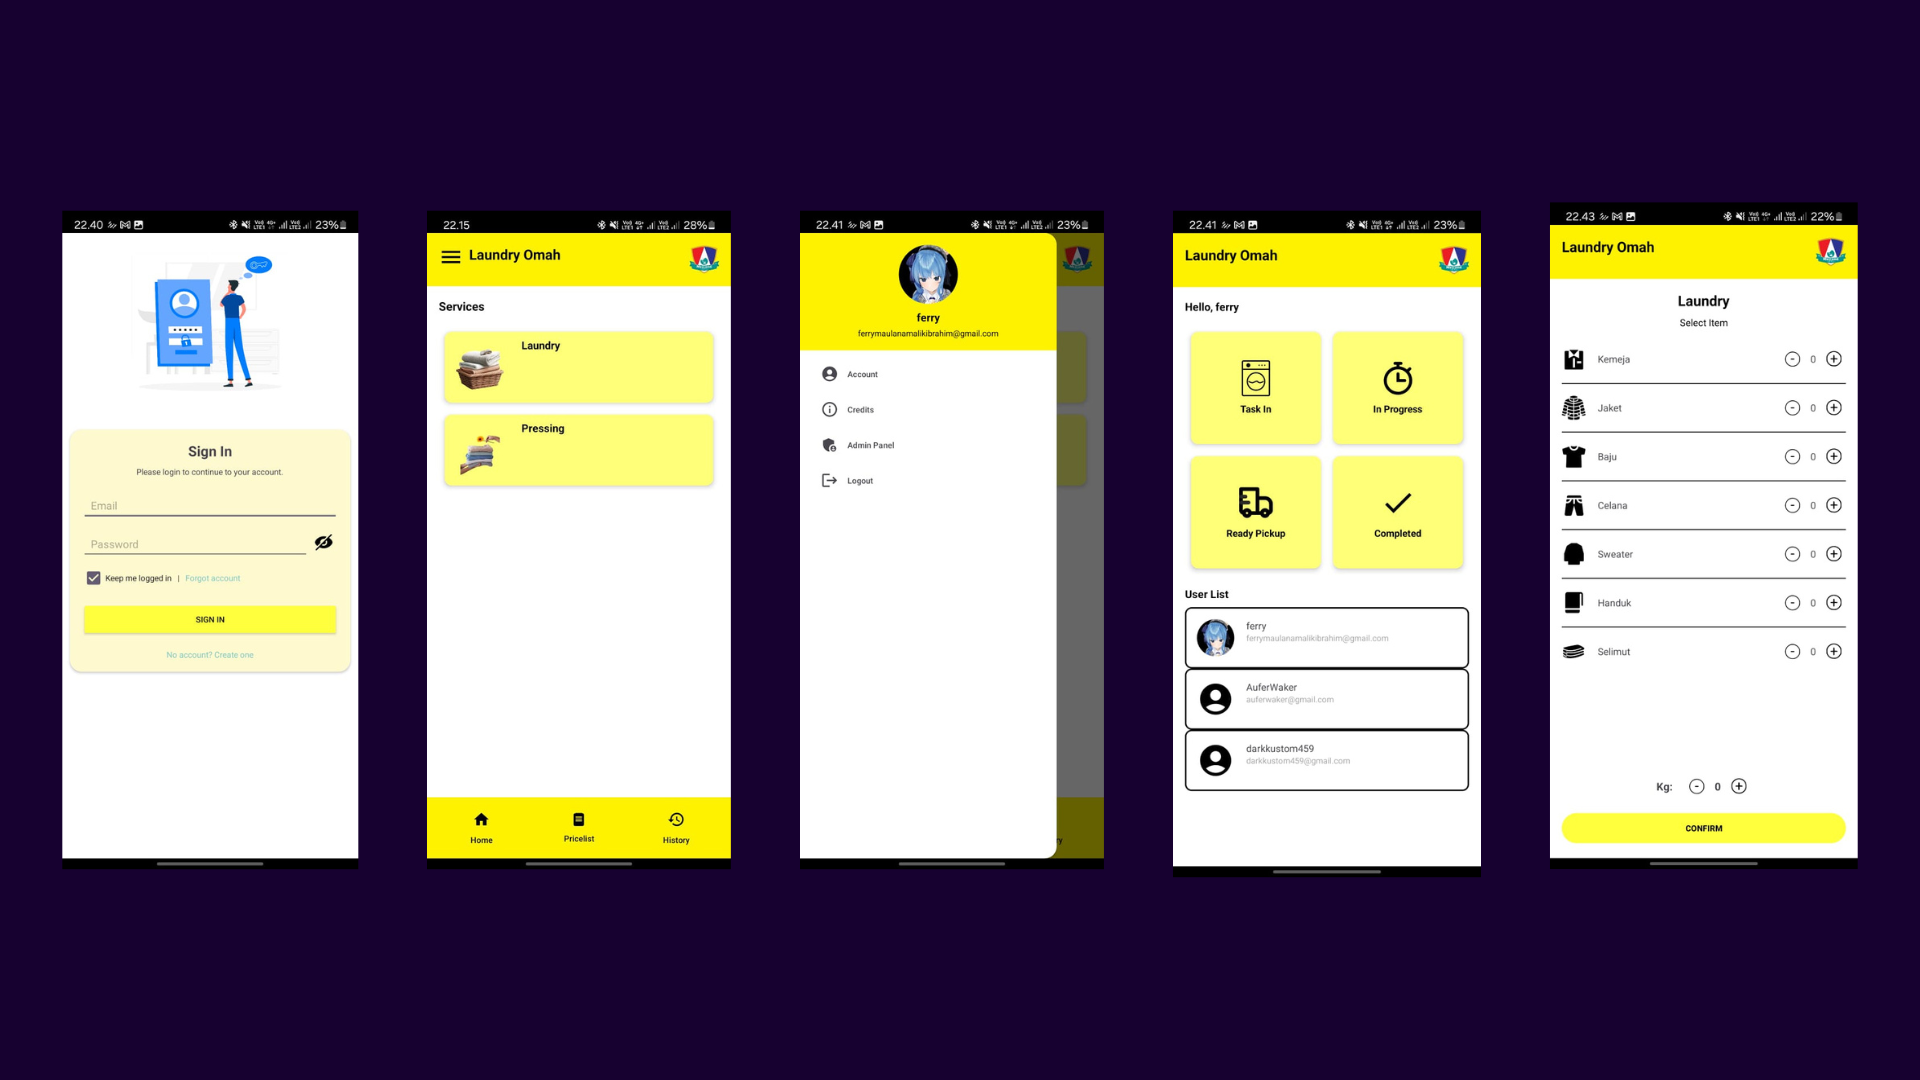 22.40
23%
Sign In
Please login to continue to your account.
Email
Password
Keep me logged in | Forgot account
SIGN IN
No account? Create one
22.15
28%
Laundry Omah
Services
Laundry
Pressing
Home
Pricelist
History
22.41
23%
ferry
ferrymaulanamalikibrahim@gmail.com
Account
Credits
Admin Panel
Logout
ry
22.41
23%
Laundry Omah
Hello, ferry
Task In
In Progress
Ready Pickup
Completed
User List
ferry
ferrymaulanamalikibrahim@gmail.com
AuferWaker
auferwaker@gmail.com
darkkustom459
darkkustom459@gmail.com
22.43
22%
Laundry Omah
Laundry
Select Item
Kemeja - 0 +
Jaket - 0 +
Baju - 0 +
Celana - 0 +
Sweater - 0 +
Handuk - 0 +
Selimut - 0 +
Kg: - 0 +
CONFIRM